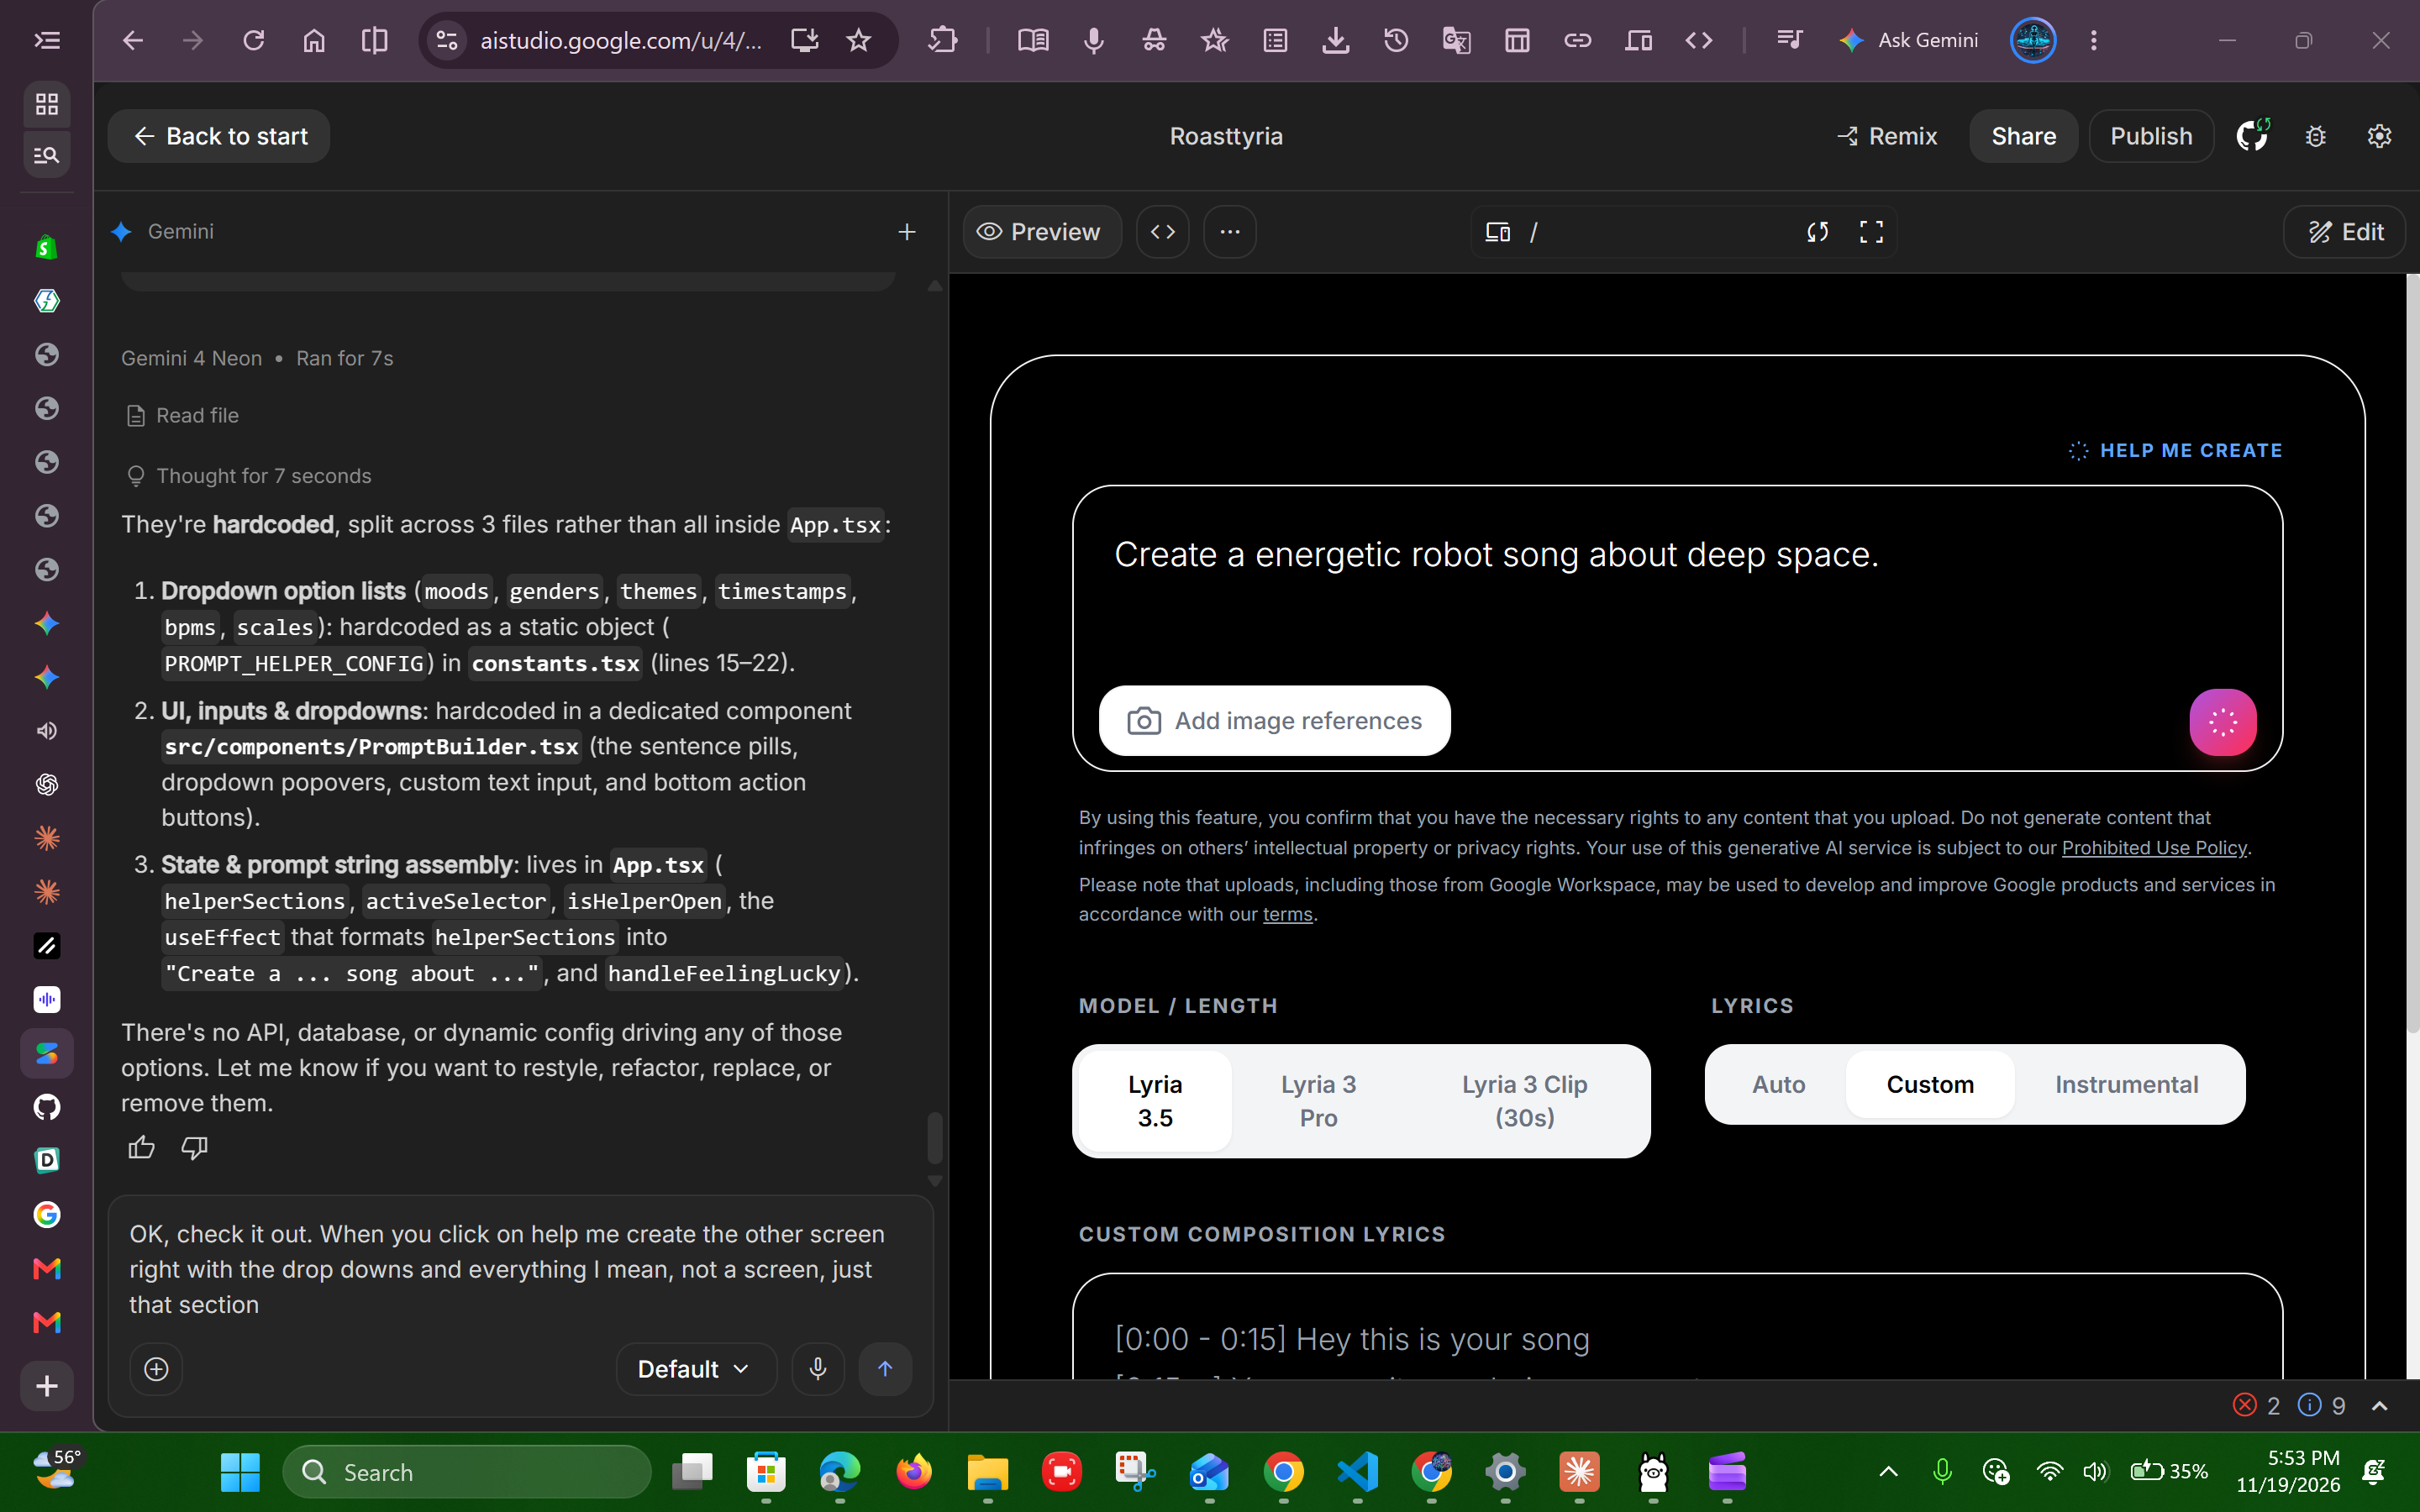 aistudio.google.com/u/4/...
Ask Gemini
Back to start
Roasttyria
Remix
Share
Publish
Gemini
Preview
/
Edit
Gemini 4 Neon • Ran for 7s
Read file
Thought for 7 seconds
They're hardcoded, split across 3 files rather than all inside App.tsx:
1. Dropdown option lists (moods, genders, themes, timestamps,
bpms, scales): hardcoded as a static object (
PROMPT_HELPER_CONFIG) in constants.tsx (lines 15–22).
2. UI, inputs & dropdowns: hardcoded in a dedicated component
src/components/PromptBuilder.tsx (the sentence pills,
dropdown popovers, custom text input, and bottom action
buttons).
3. State & prompt string assembly: lives in App.tsx (
helperSections, activeSelector, isHelperOpen, the
useEffect that formats helperSections into
"Create a ... song about ...", and handleFeelingLucky).
There's no API, database, or dynamic config driving any of those
options. Let me know if you want to restyle, refactor, replace, or
remove them.
OK, check it out. When you click on help me create the other screen
right with the drop downs and everything I mean, not a screen, just
that section
Default
HELP ME CREATE
Create a energetic robot song about deep space.
Add image references
By using this feature, you confirm that you have the necessary rights to any content that you upload. Do not generate content that
infringes on others’ intellectual property or privacy rights. Your use of this generative AI service is subject to our Prohibited Use Policy.
Please note that uploads, including those from Google Workspace, may be used to develop and improve Google products and services in
accordance with our terms.
MODEL / LENGTH
Lyria
3.5
Lyria 3
Pro
Lyria 3 Clip
(30s)
LYRICS
Auto
Custom
Instrumental
CUSTOM COMPOSITION LYRICS
[0:00 - 0:15] Hey this is your song
2
9
56°
Search
35%
5:53 PM
11/19/2026